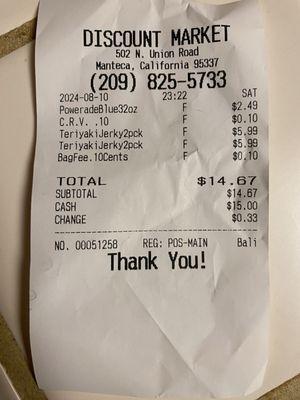 DISCOUNT MARKET
502 N. Union Road
Manteca, California 95337
(209) 825-5733
2024-08-10 23:22 SAT
PoweradeBlue32oz F $2.49
C.R.V. .10 F $0.10
TeriyakiJerky2pck F $5.99
TeriyakiJerky2pck F $5.99
BagFee.10Cents F $0.10
TOTAL $14.67
SUBTOTAL $14.67
CASH $15.00
CHANGE $0.33
NO. 00051258 REG: POS-MAIN Bali
Thank You!